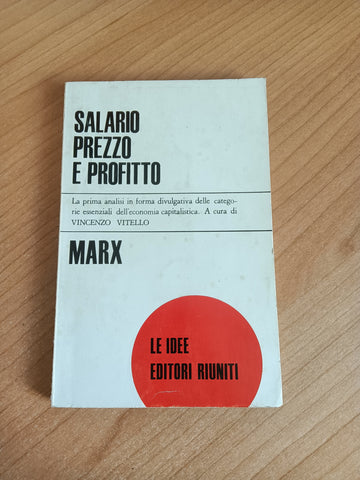 SALARIO
PREZZO
E PROFITTO
La prima analisi in forma divulgativa delle catego-
rie essenziali dell'economia capitalistica. A cura di
VINCENZO VITELLO
MARX
LE IDEE
EDITORI RIUNITI